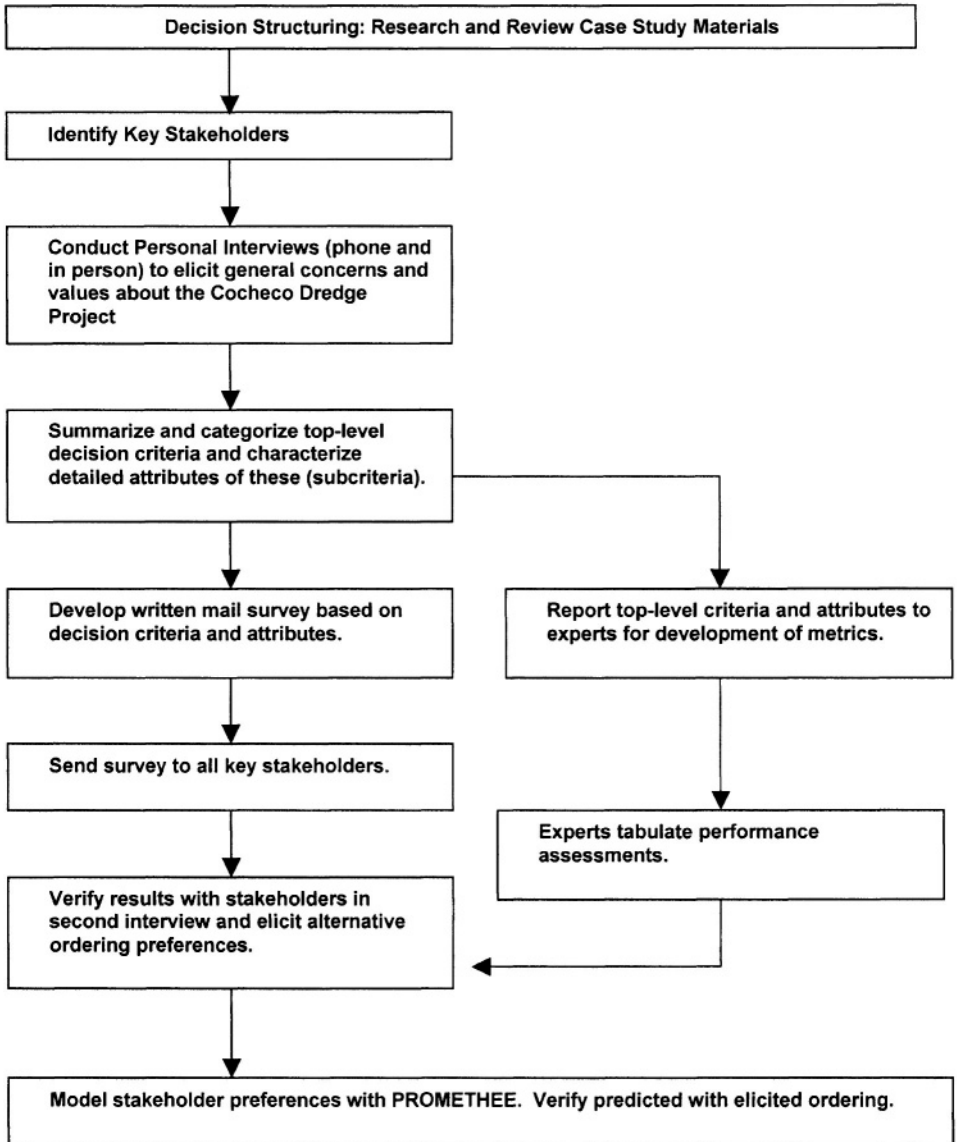 Decision Structuring: Research and Review Case Study Materials
Identify Key Stakeholders
Conduct Personal Interviews (phone and
in person) to elicit general concerns and
values about the Cocheco Dredge
Project
Summarize and categorize top-level
decision criteria and characterize
detailed attributes of these (subcriteria).
Develop written mail survey based on
decision criteria and attributes.
Report top-level criteria and attributes to
experts for development of metrics.
Send survey to all key stakeholders.
Experts tabulate performance
assessments.
Verify results with stakeholders in
second interview and elicit alternative
ordering preferences.
Model stakeholder preferences with PROMETHEE. Verify predicted with elicited ordering.